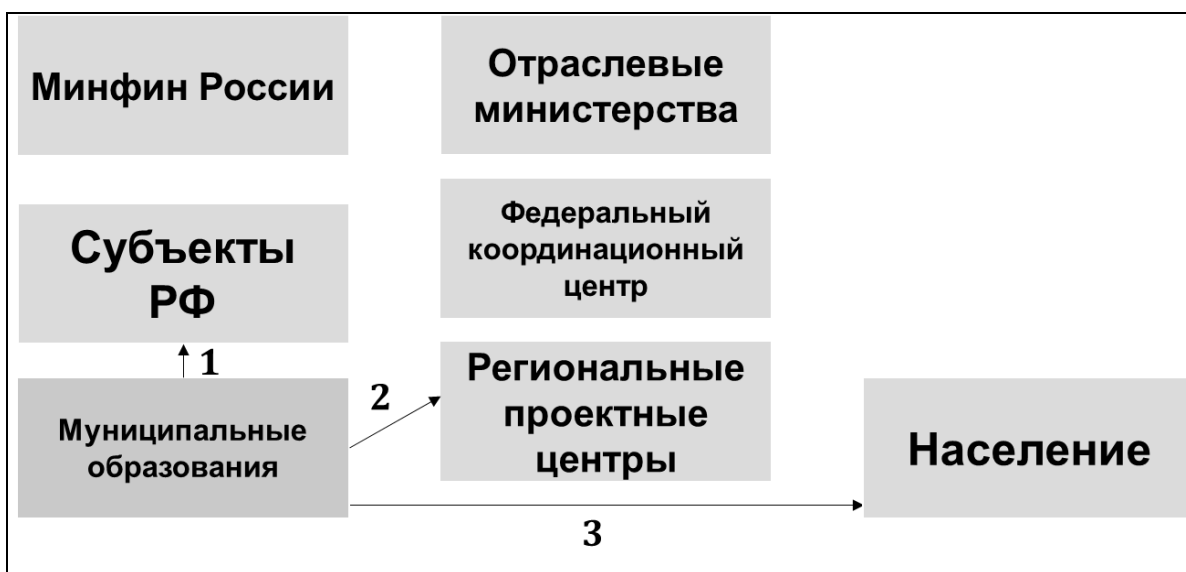 Минфин России
Отраслевые
министерства
Субъекты
РФ
Федеральный
координационный
центр
1
2
Региональные
проектные
центры
Муниципальные
образования
Население
3